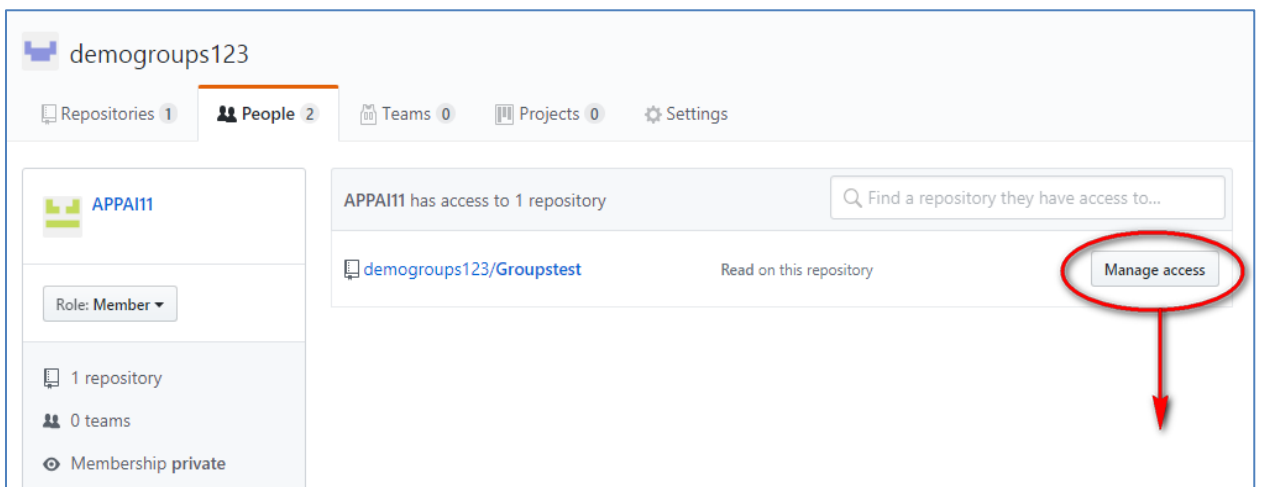 demogroups123
Repositories 1 People 2 Teams 0 Projects 0 Settings
APPAI11
Role: Member
1 repository
0 teams
Membership private
APPAI11 has access to 1 repository
Find a repository they have access to...
demogroups123/Groupstest Read on this repository Manage access